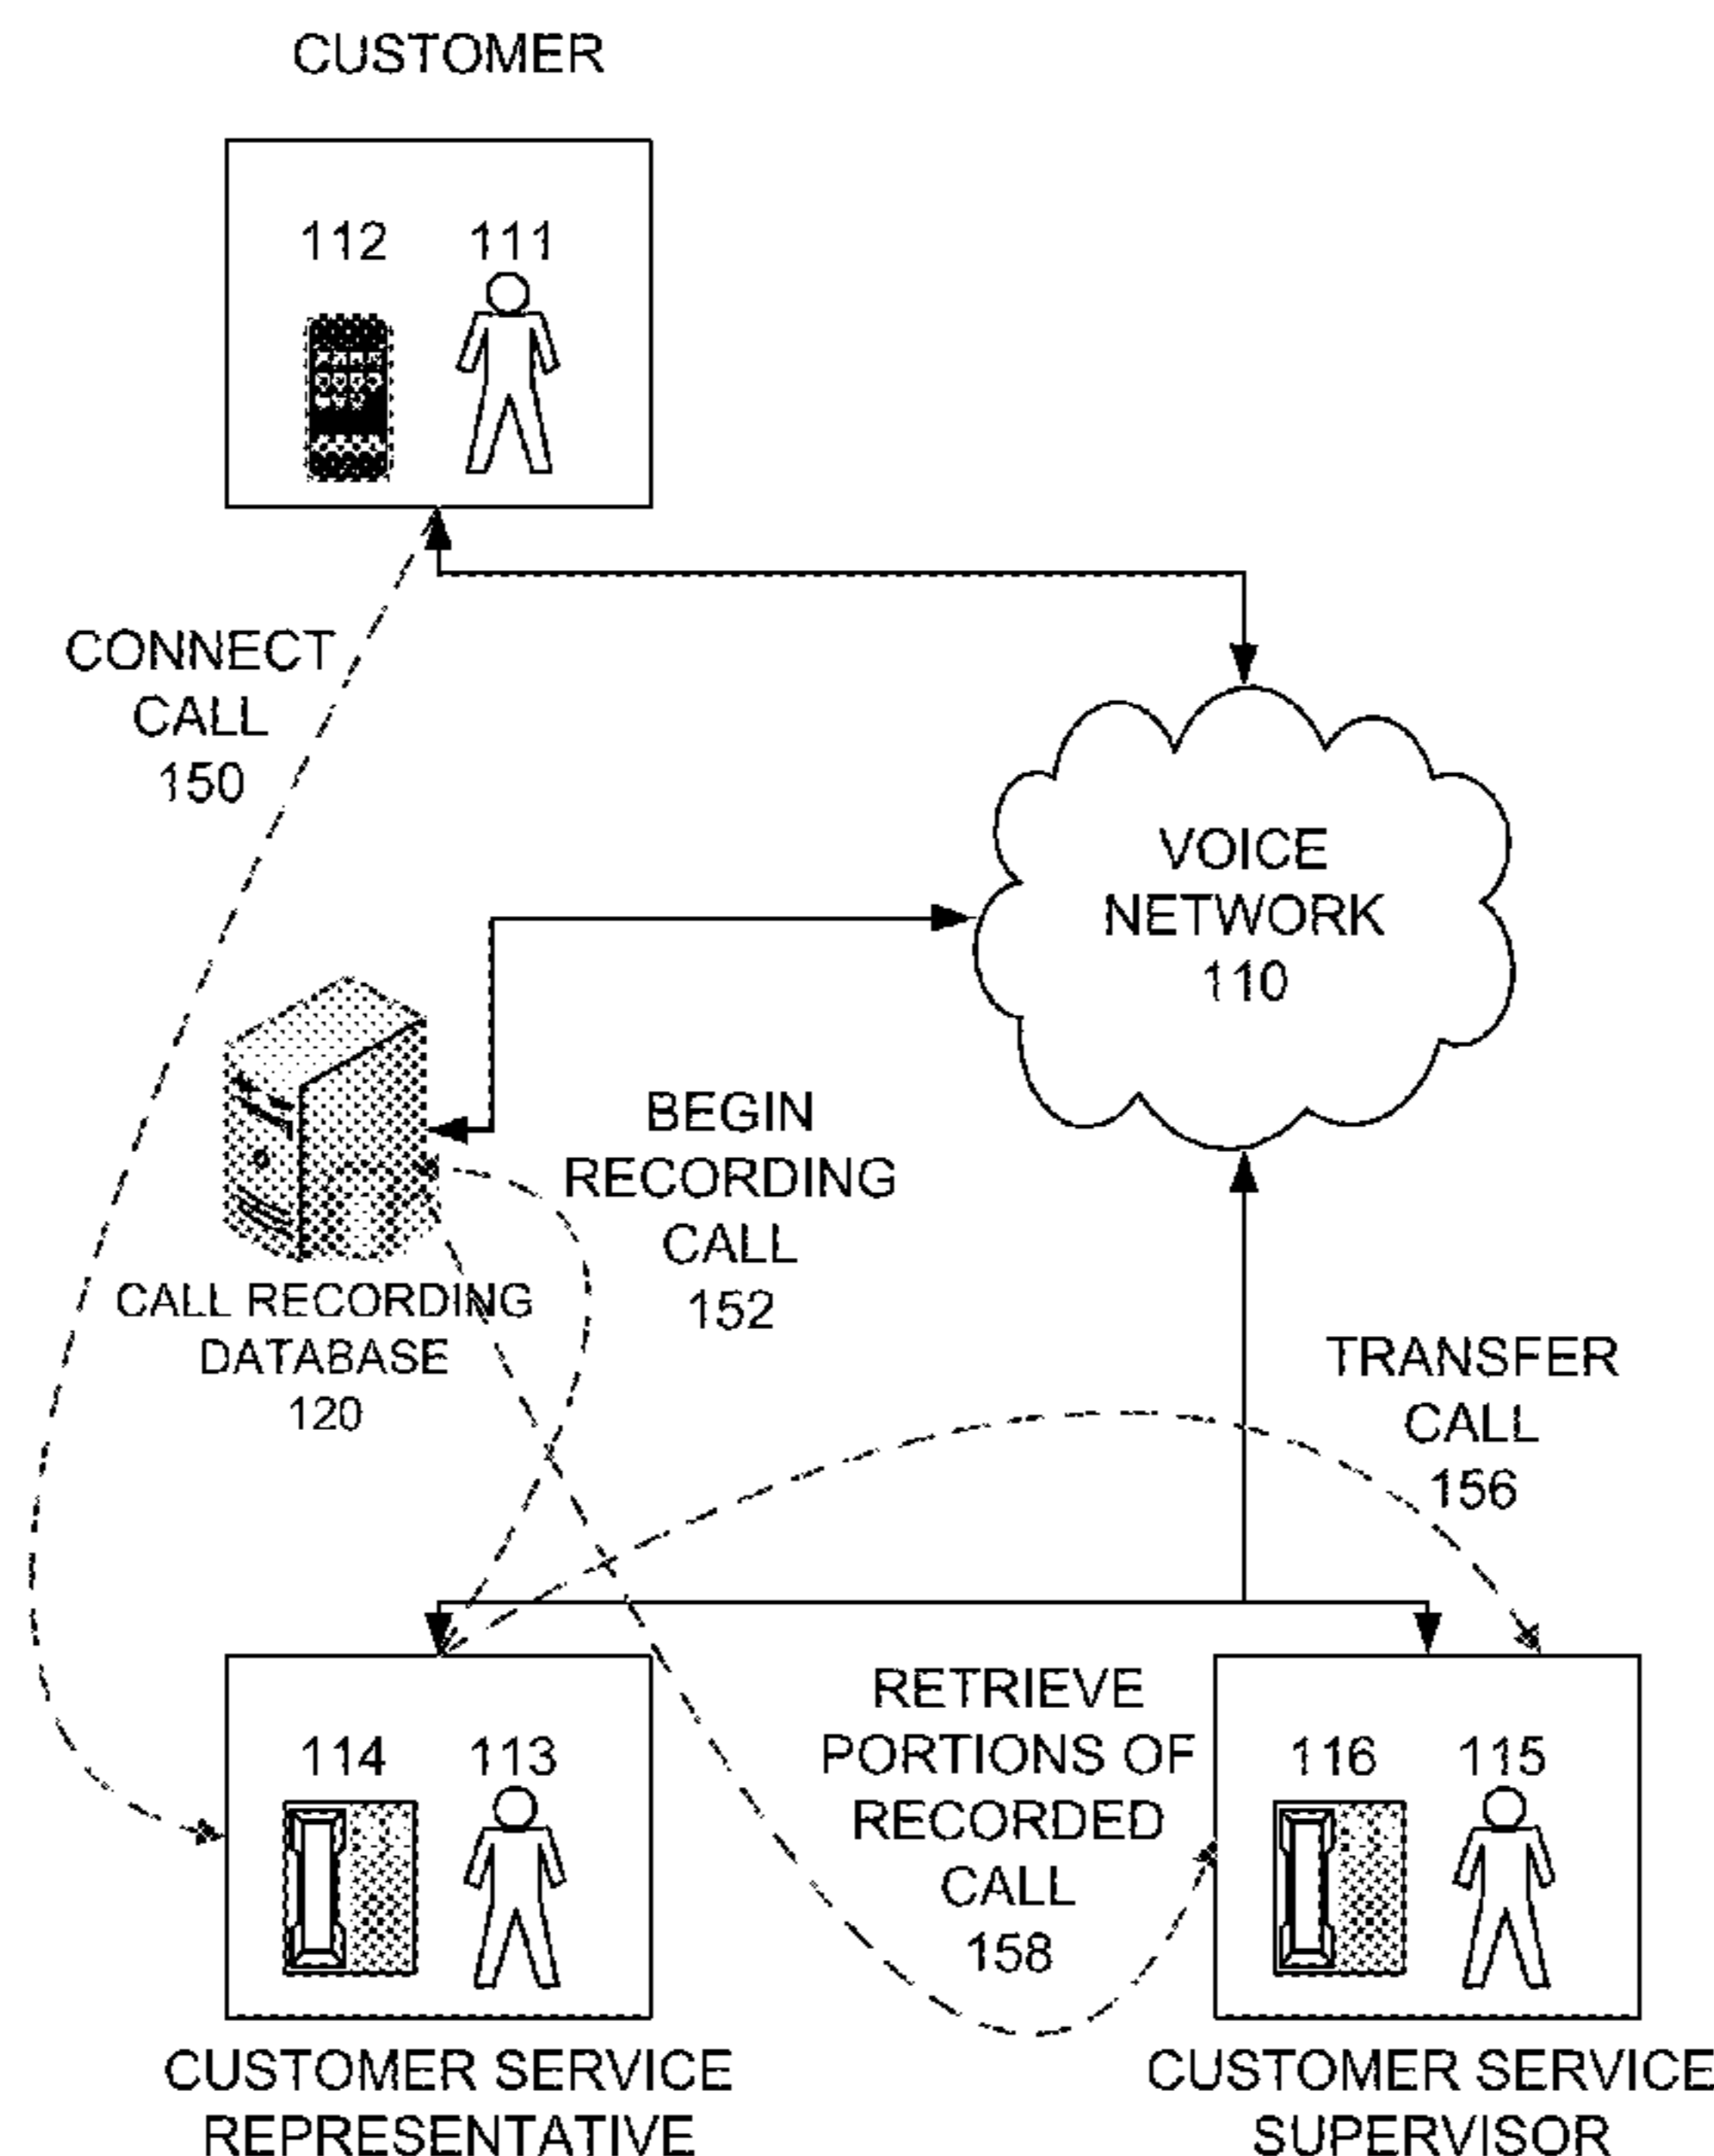 CUSTOMER
112 111
CONNECT
CALL
150
VOICE
NETWORK
110
BEGIN
RECORDING
CALL
152
CALL RECORDING
DATABASE
120
TRANSFER
CALL
156
RETRIEVE
PORTIONS OF
RECORDED
CALL
158
114 113
116 115
CUSTOMER SERVICE
REPRESENTATIVE
CUSTOMER SERVICE
SUPERVISOR